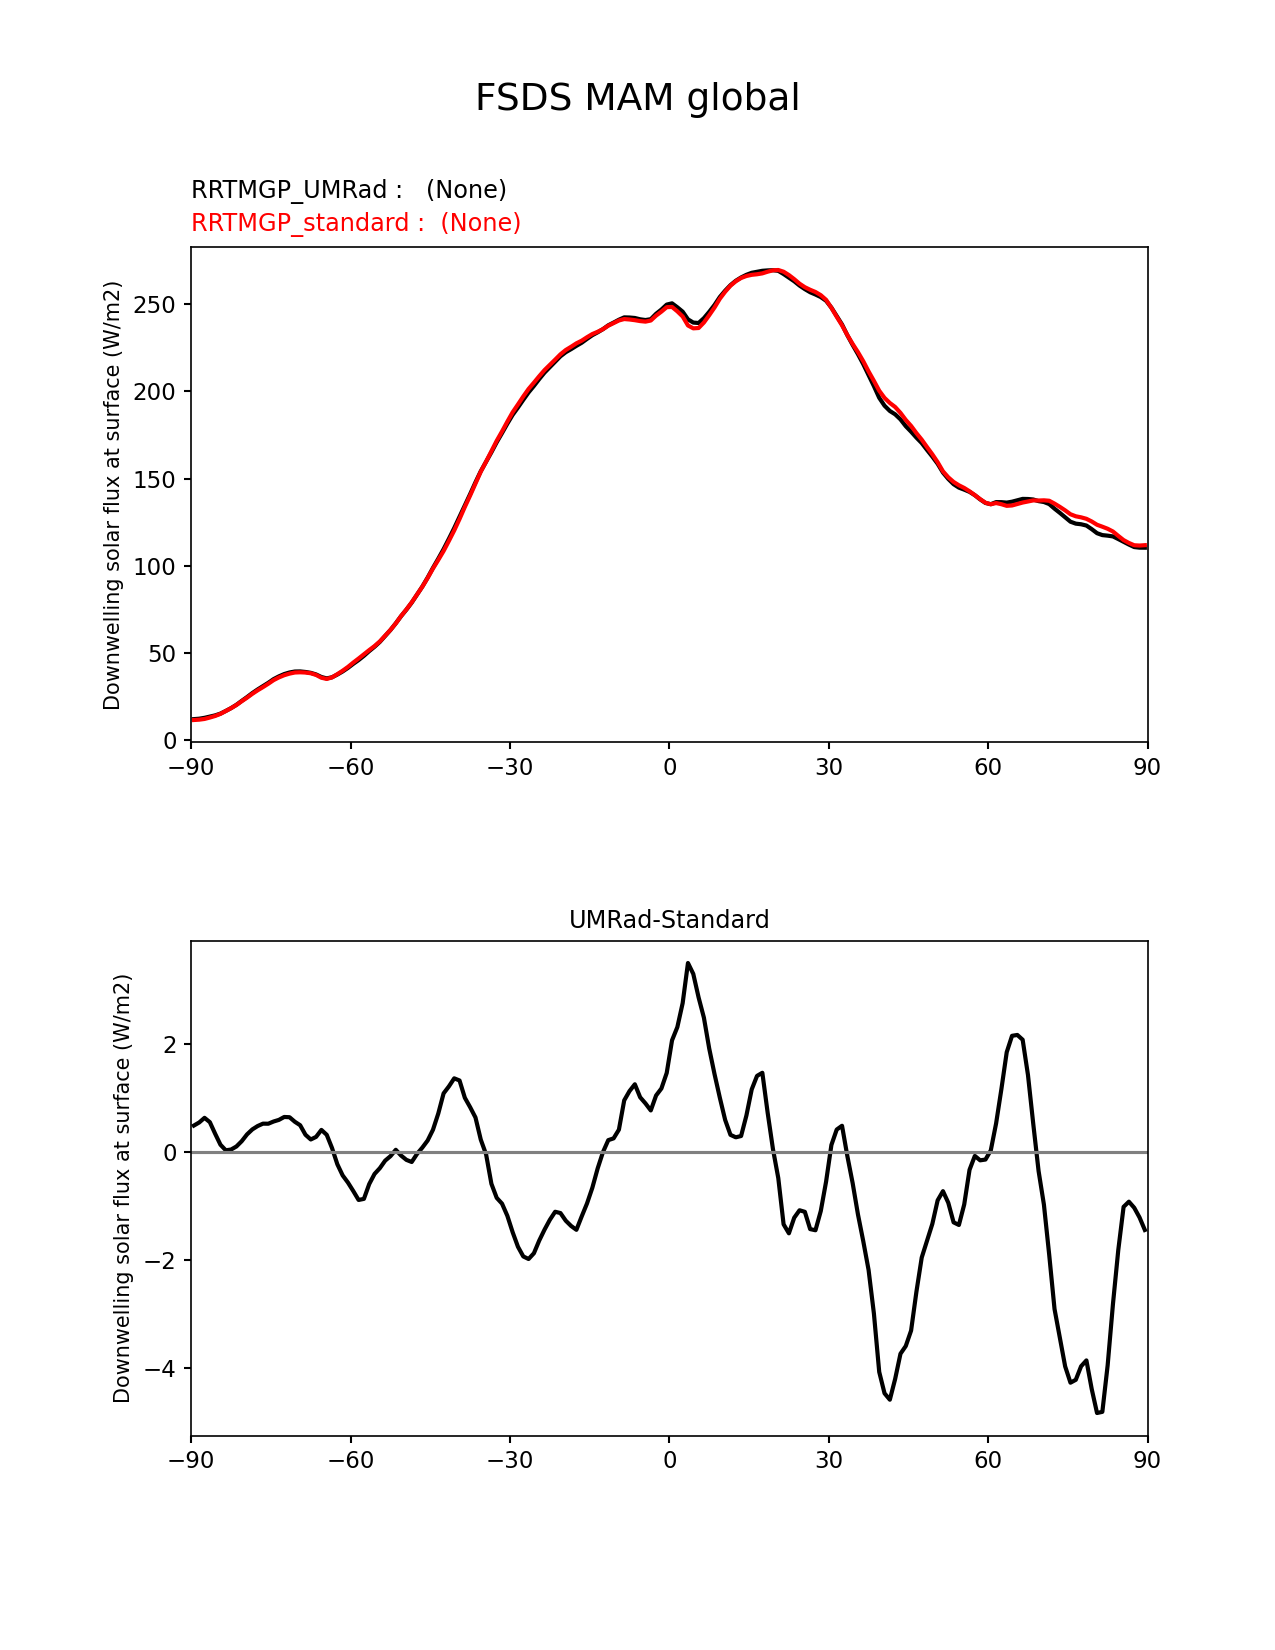 FSDS MAM global
RRTMGP_UMRad :   (None)
RRTMGP_standard :  (None)
Downwelling solar flux at surface (W/m2)
250
200
150
100
50
0
−90 −60 −30 0 30 60 90
UMRad-Standard
Downwelling solar flux at surface (W/m2)
2
0
−2
−4
−90 −60 −30 0 30 60 90